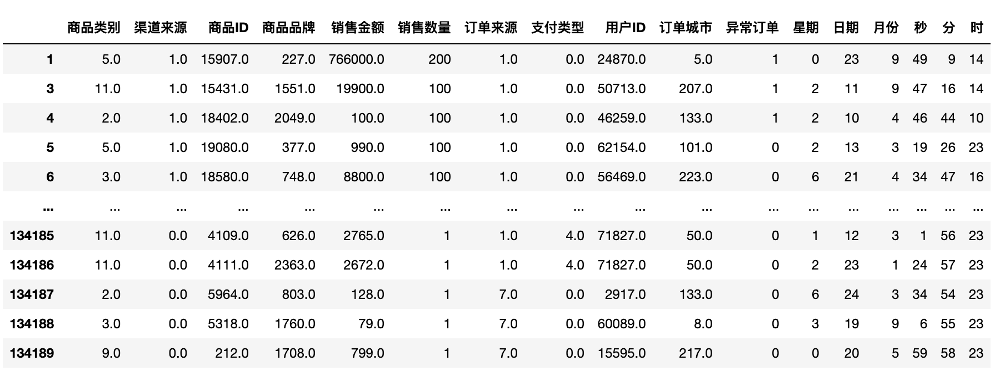 商品类别 渠道来源 商品ID 商品品牌 销售金额 销售数量 订单来源 支付类型 用户ID 订单城市 异常订单 星期 日期 月份 秒 分 时
1 5.0 1.0 15907.0 227.0 766000.0 200 1.0 0.0 24870.0 5.0 1 0 23 9 49 9 14
3 11.0 1.0 15431.0 1551.0 19900.0 100 1.0 0.0 50713.0 207.0 1 2 11 9 47 16 14
4 2.0 1.0 18402.0 2049.0 100.0 100 1.0 0.0 46259.0 133.0 1 2 10 4 46 44 10
5 5.0 1.0 19080.0 377.0 990.0 100 1.0 0.0 62154.0 101.0 0 2 13 3 19 26 23
6 3.0 1.0 18580.0 748.0 8800.0 100 1.0 0.0 56469.0 223.0 0 6 21 4 34 47 16
... ... ... ... ... ... ... ... ... ... ... ... ... ... ... ... ... ...
134185 11.0 0.0 4109.0 626.0 2765.0 1 1.0 4.0 71827.0 50.0 0 1 12 3 1 56 23
134186 11.0 0.0 4111.0 2363.0 2672.0 1 1.0 4.0 71827.0 50.0 0 2 23 1 24 57 23
134187 2.0 0.0 5964.0 803.0 128.0 1 7.0 0.0 2917.0 133.0 0 6 24 3 34 54 23
134188 3.0 0.0 5318.0 1760.0 79.0 1 7.0 0.0 60089.0 8.0 0 3 19 9 6 55 23
134189 9.0 0.0 212.0 1708.0 799.0 1 7.0 0.0 15595.0 217.0 0 0 20 5 59 58 23